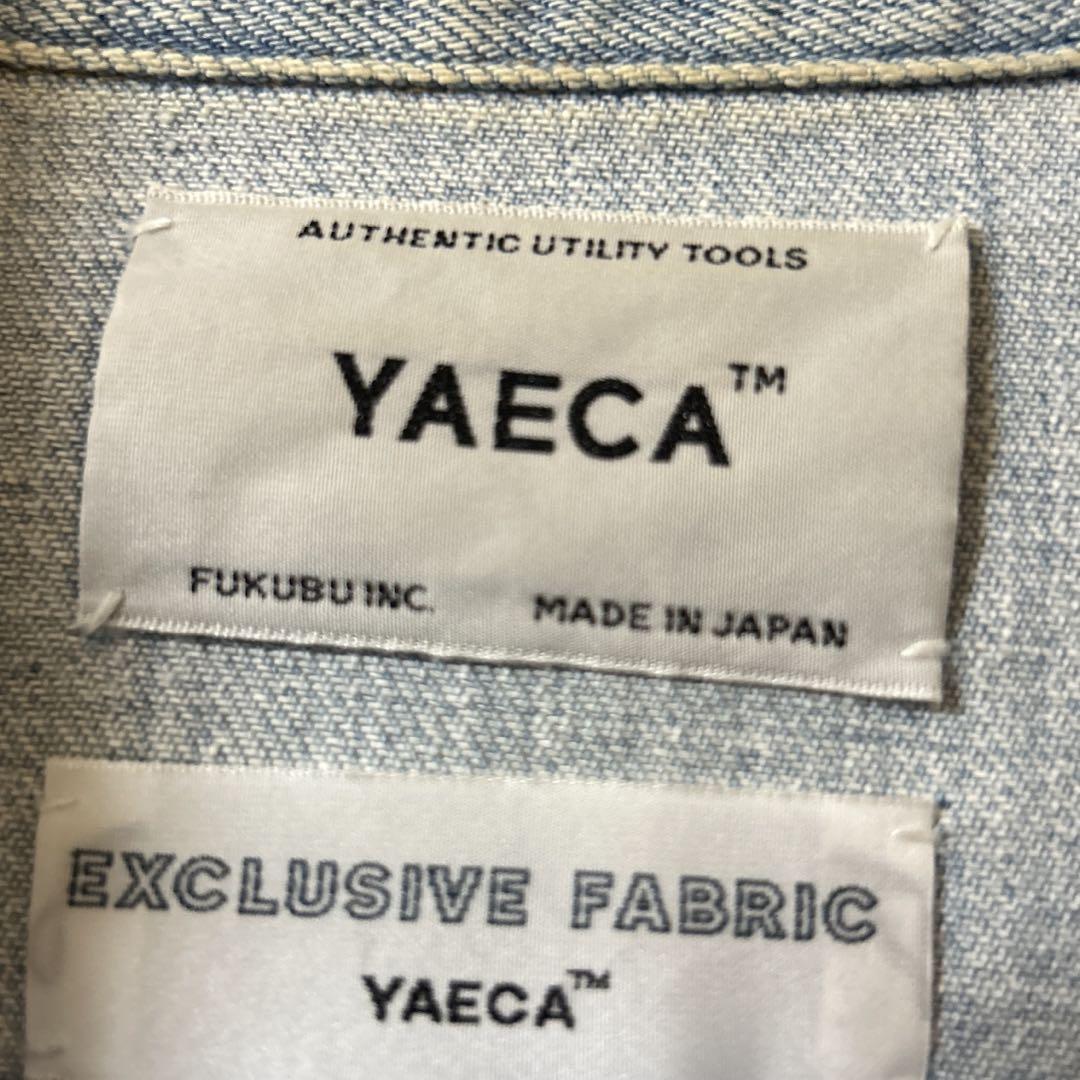 AUTHENTIC UTILITY TOOLS
YAECA™
FUKUBU INC. MADE IN JAPAN
EXCLUSIVE FABRIC
YAECA™